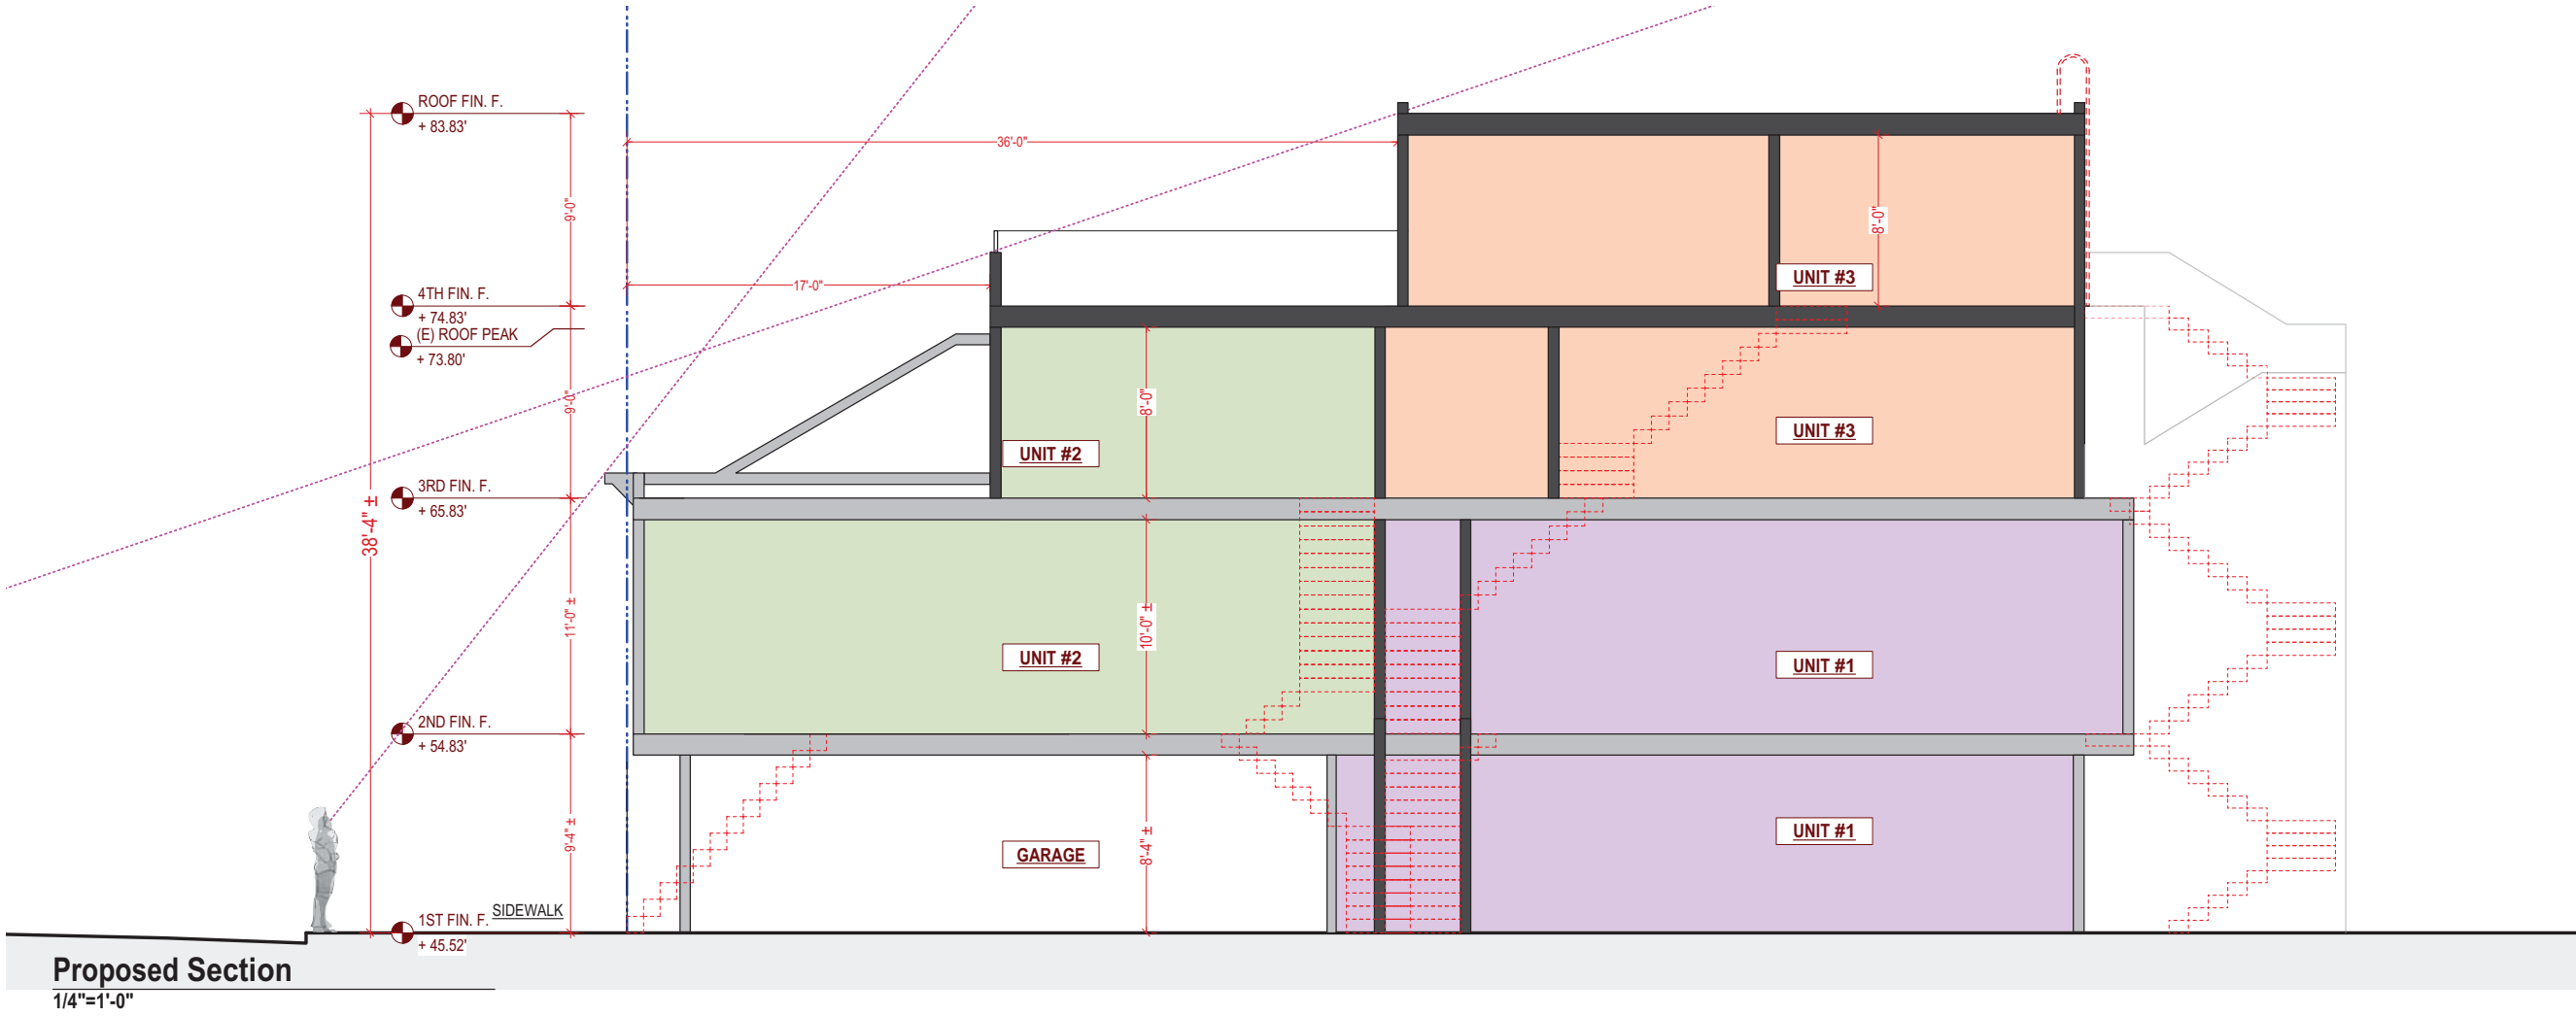 ROOF FIN. F.
+ 83.83'
36'-0"
9'-0"
8'-0"
UNIT #3
17'-0"
4TH FIN. F.
+ 74.83'
(E) ROOF PEAK
+ 73.80'
9'-0"
8'-0"
UNIT #2
UNIT #3
3RD FIN. F.
+ 65.83'
38'-4" ±
11'-0" ±
10'-0" ±
UNIT #2
UNIT #1
2ND FIN. F.
+ 54.83'
9'-4" ±
8'-4" ±
GARAGE
UNIT #1
1ST FIN. F.
SIDEWALK
+ 45.52'
Proposed Section
1/4"=1'-0"